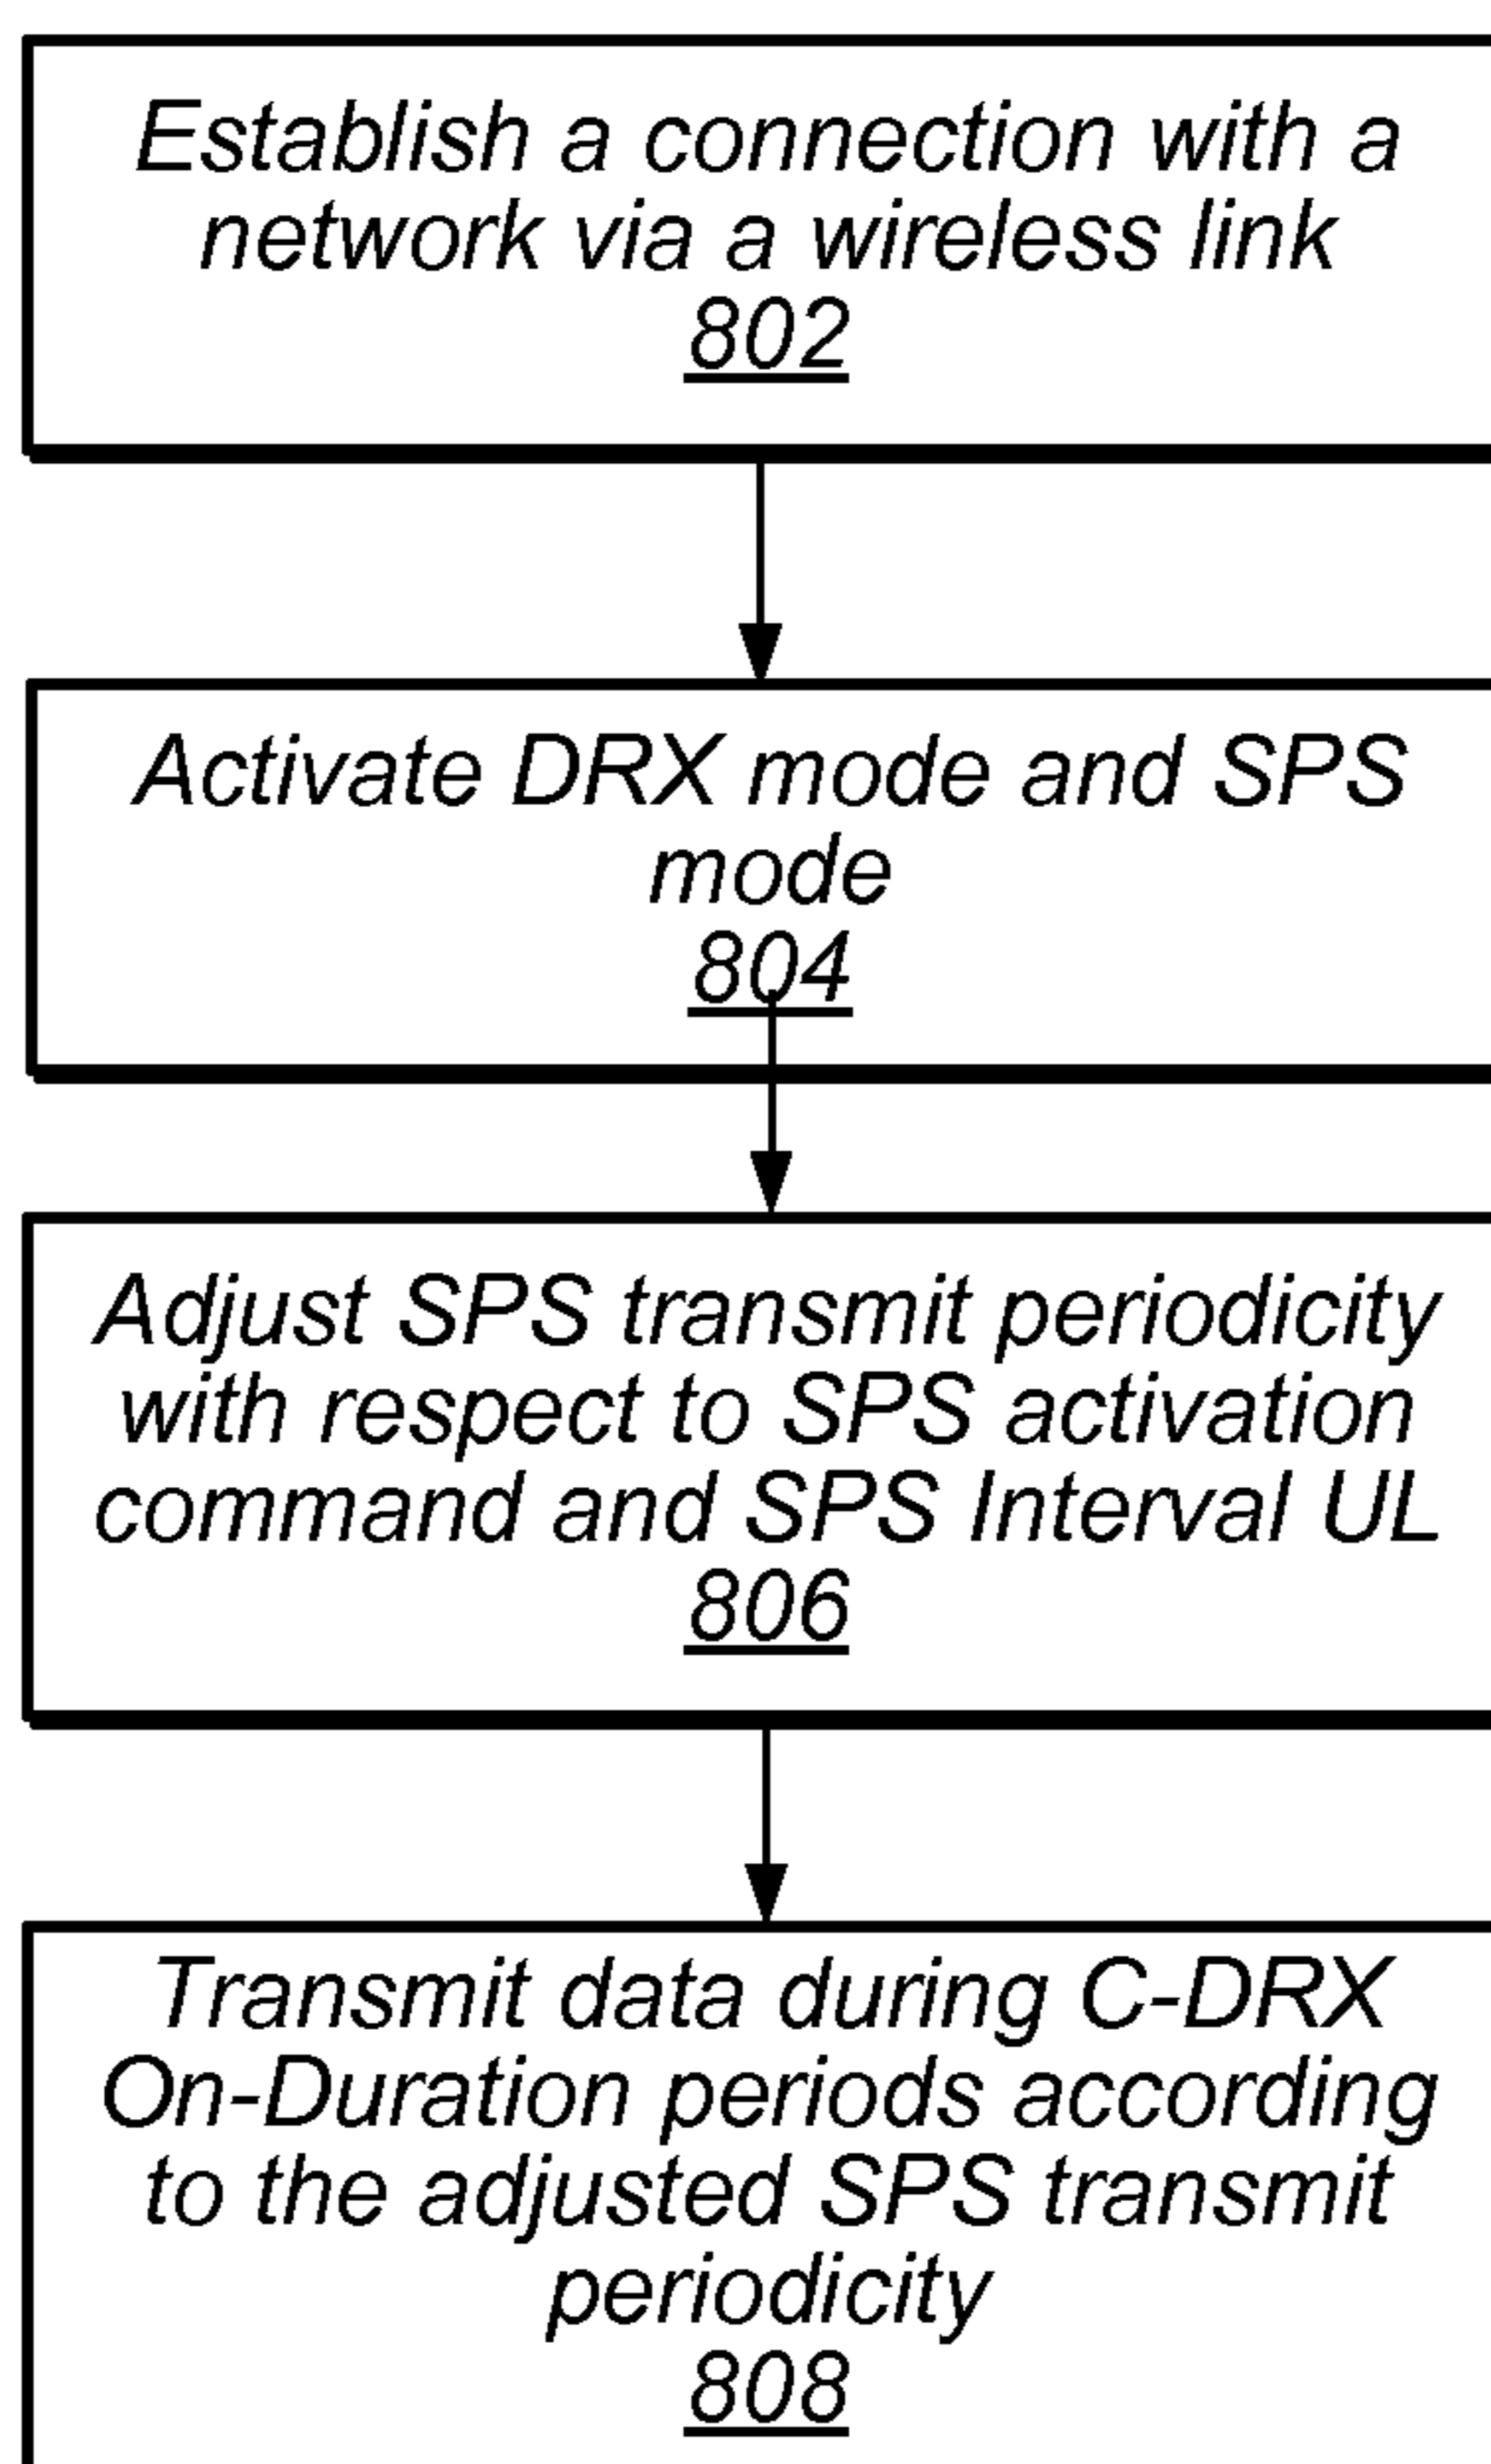 Establish a connection with a
network via a wireless link
802
Activate DRX mode and SPS
mode
804
Adjust SPS transmit periodicity
with respect to SPS activation
command and SPS Interval UL
806
Transmit data during C-DRX
On-Duration periods according
to the adjusted SPS transmit
periodicity
808